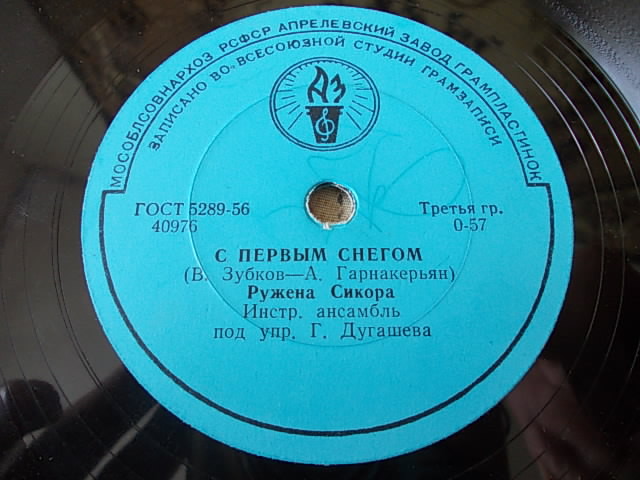 МОСОБЛСОВНАРХОЗ РСФСР АПРЕЛЕВСКИЙ ЗАВОД ГРАМПЛАСТИНОК
ЗАПИСАНО ВО ВСЕСОЮЗНОЙ СТУДИИ ГРАМЗАПИСИ
АЗ
ГОСТ 5289-56
40976
Третья гр.
0-57
С ПЕРВЫМ СНЕГОМ
(В. Зубков—А. Гарнакерьян)
Ружена Сикора
Инстр. ансамбль
под упр. Г. Дугашева